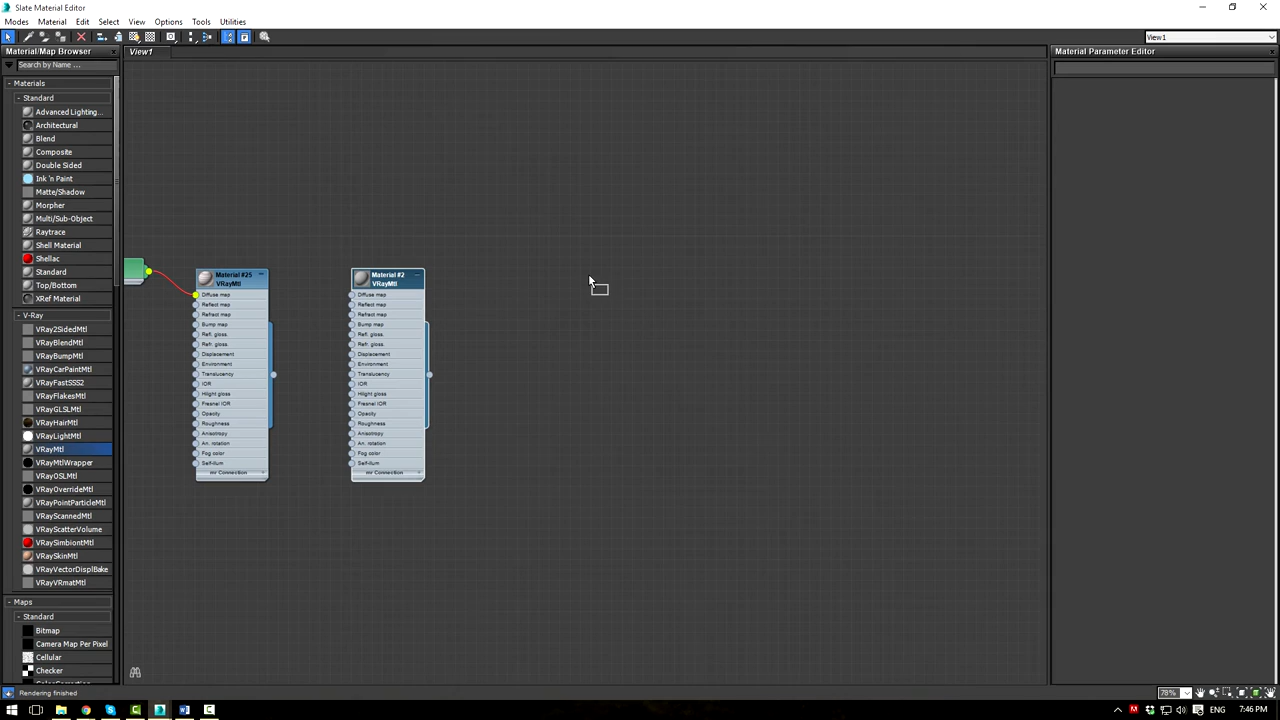 Slate Material Editor
Modes Material Edit Select View Options Tools Utilities
View1
Material/Map Browser
View1
Material Parameter Editor
Search by Name ...
- Materials
- Standard
Advanced Lighting...
Architectural
Blend
Composite
Double Sided
Ink 'n Paint
Matte/Shadow
Morpher
Multi/Sub-Object
Raytrace
Shell Material
Shellac
Standard
Top/Bottom
XRef Material
- V-Ray
VRay2SidedMtl
VRayBlendMtl
VRayBumpMtl
VRayCarPaintMtl
VRayFastSSS2
VRayFlakesMtl
VRayGLSLMtl
VRayHairMtl
VRayLightMtl
VRayMtl
VRayMtlWrapper
VRayOSLMtl
VRayOverrideMtl
VRayPointParticleMtl
VRayScannedMtl
VRayScatterVolume
VRaySimbiontMtl
VRaySkinMtl
VRayVectorDisplBake
VRayVRmatMtl
- Maps
- Standard
Bitmap
Camera Map Per Pixel
Cellular
Checker
Material #25
VRayMtl
Diffuse map
Reflect map
Refract map
Bump map
Refl. gloss.
Refr. gloss.
Displacement
Environment
Translucency
IOR
Hilight gloss
Fresnel IOR
Opacity
Roughness
Anisotropy
An. rotation
Fog color
Self-illum
mr Connection +
Material #2
VRayMtl
Diffuse map
Reflect map
Refract map
Bump map
Refl. gloss.
Refr. gloss.
Displacement
Environment
Translucency
IOR
Hilight gloss
Fresnel IOR
Opacity
Roughness
Anisotropy
An. rotation
Fog color
Self-illum
mr Connection +
Rendering finished
78%
ENG
7:46 PM